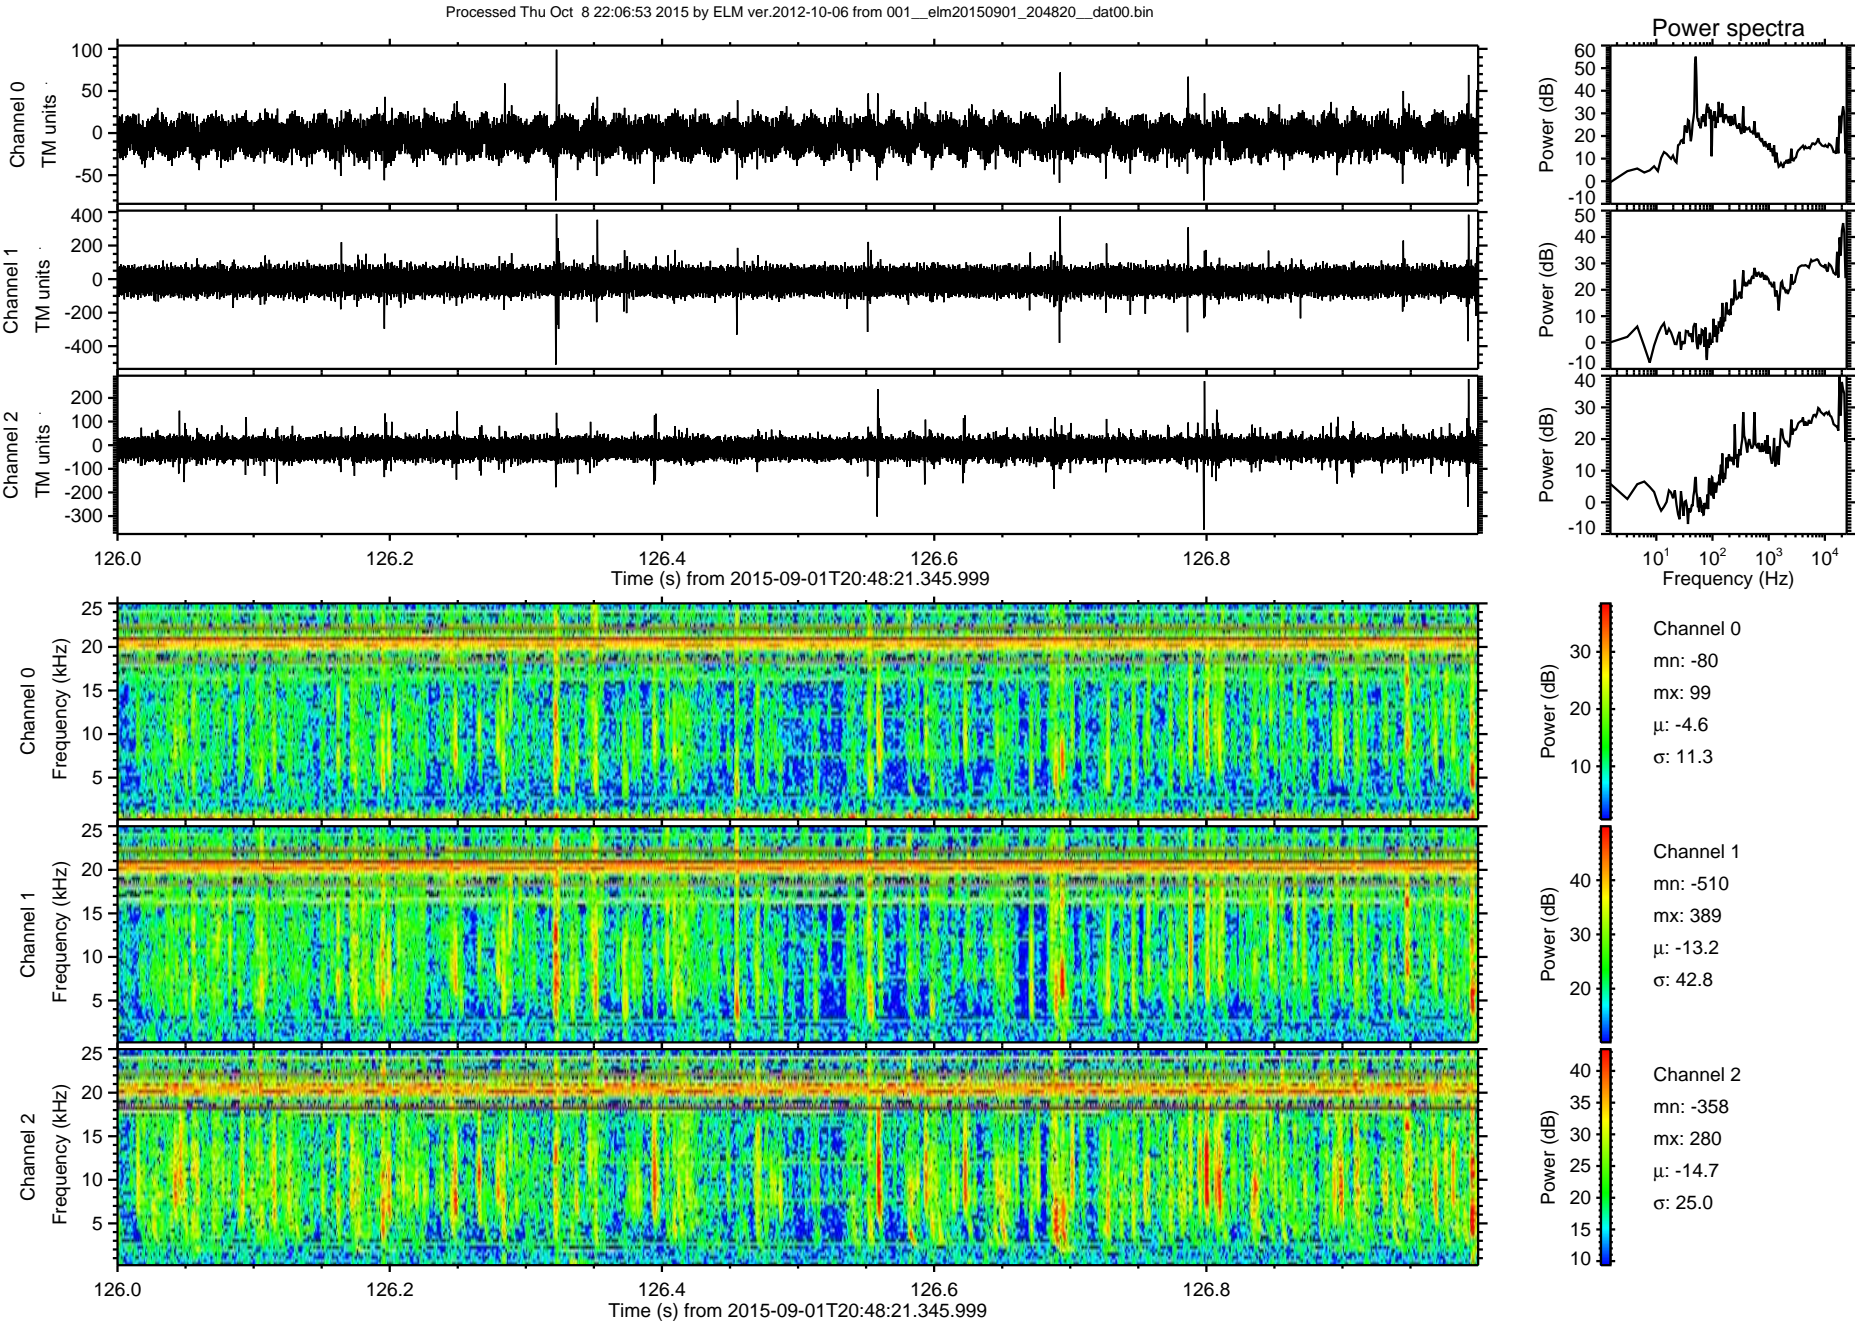 Processed Thu Oct  8 22:06:53 2015 by ELM ver.2012-10-06 from 001__elm20150901_204820__dat00.bin
Power spectra
Channel 0
TM units
100
50
0
-50
Power (dB)
60
50
40
30
20
10
0
-10
Channel 1
TM units
400
200
0
-200
-400
Power (dB)
50
40
30
20
10
0
-10
Channel 2
TM units
200
100
0
-100
-200
-300
Power (dB)
40
30
20
10
0
-10
126.0 126.2 126.4 126.6 126.8
Time (s) from 2015-09-01T20:48:21.345.999
10^1 10^2 10^3 10^4
Frequency (Hz)
Channel 0
Frequency (kHz)
25
20
15
10
5
Power (dB)
30
20
10
Channel 0
mn: -80
mx: 99
μ: -4.6
σ: 11.3
Channel 1
Frequency (kHz)
25
20
15
10
5
Power (dB)
40
30
20
Channel 1
mn: -510
mx: 389
μ: -13.2
σ: 42.8
Channel 2
Frequency (kHz)
25
20
15
10
5
Power (dB)
40
35
30
25
20
15
10
Channel 2
mn: -358
mx: 280
μ: -14.7
σ: 25.0
126.0 126.2 126.4 126.6 126.8
Time (s) from 2015-09-01T20:48:21.345.999